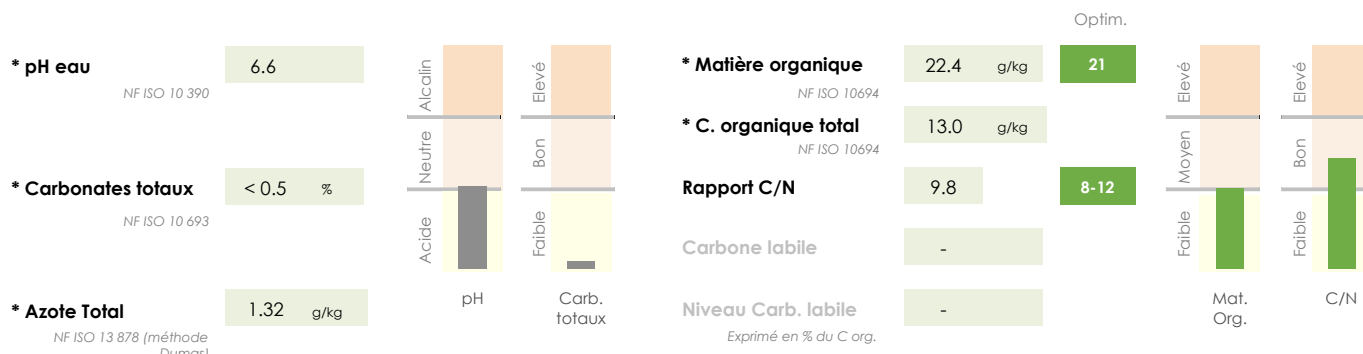 Optim.
* pH eau
6.6
NF ISO 10 390
* Carbonates totaux
< 0.5 %
NF ISO 10 693
* Azote Total
1.32 g/kg
NF ISO 13 878 (méthode
Dumas)
Alcalin
Neutre
Acide
pH
Elevé
Bon
Faible
Carb.
totaux
* Matière organique
22.4 g/kg
21
NF ISO 10694
* C. organique total
13.0 g/kg
NF ISO 10694
Rapport C/N
9.8
8-12
Carbone labile
-
Niveau Carb. labile
-
Exprimé en % du C org.
Elevé
Moyen
Faible
Mat.
Org.
Elevé
Bon
Faible
C/N